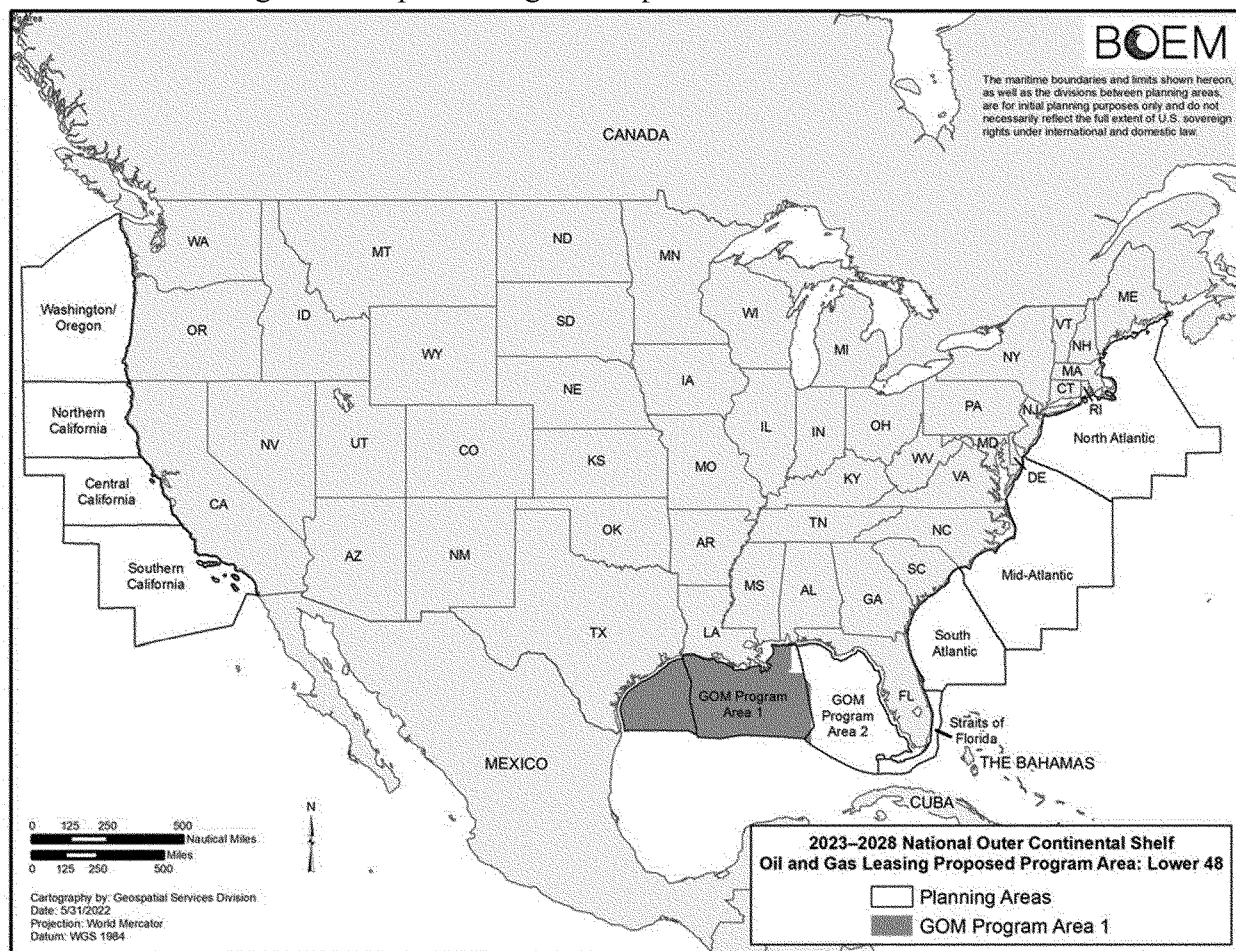 BOEM
The maritime boundaries and limits shown hereon,
as well as the divisions between planning areas,
are for initial planning purposes only and do not
necessarily reflect the full extent of U.S. sovereign
rights under international and domestic law.
CANADA
WA
MT
ND
MN
ME
Washington/
Oregon
OR
ID
SD
WI
VT
NH
WY
MI
NY
MA
CT
RI
IA
NE
PA
NJ
Northern
California
NV
UT
CO
IL
IN
OH
North Atlantic
MD
KS
MO
WV
VA
DE
KY
Central
California
CA
TN
NC
OK
AR
AZ
NM
SC
Mid-Atlantic
Southern
California
MS
AL
GA
TX
LA
South
Atlantic
FL
GOM Program
Area 1
GOM
Program
Area 2
Straits of
Florida
MEXICO
THE BAHAMAS
CUBA
N
0 125 250 500
Nautical Miles
Miles
0 125 250 500
Cartography by: Geospatial Services Division
Date: 5/31/2022
Projection: World Mercator
Datum: WGS 1984
2023–2028 National Outer Continental Shelf
Oil and Gas Leasing Proposed Program Area: Lower 48
Planning Areas
GOM Program Area 1